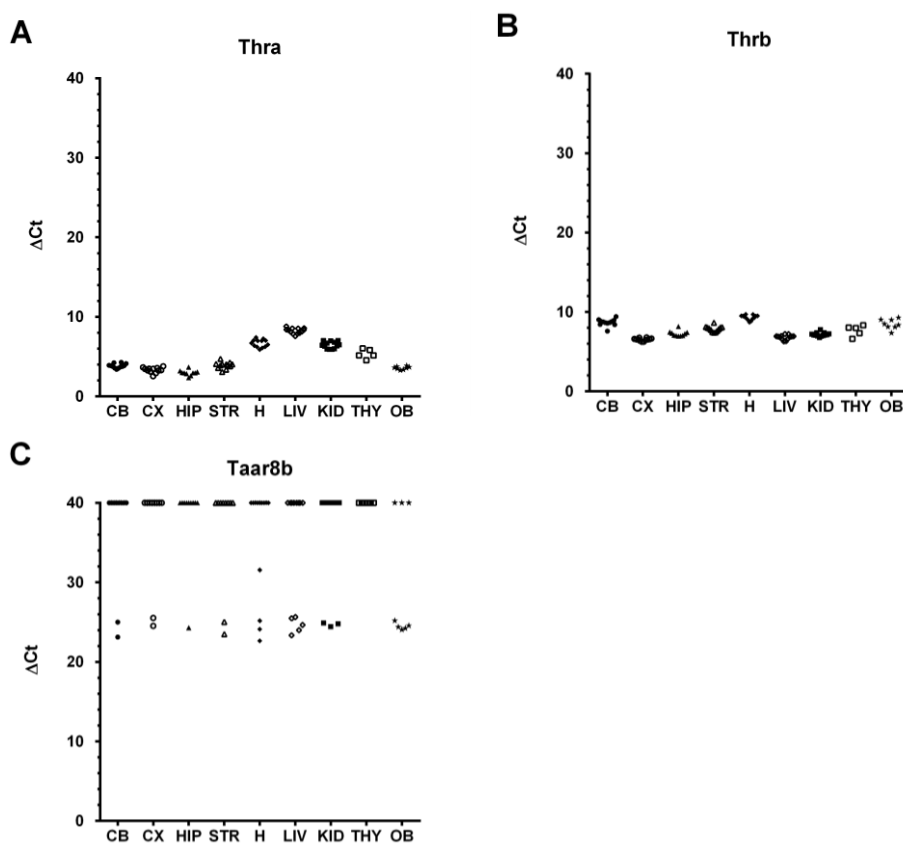 A
Thra
40
30
20
10
0
ΔCt
CB CX HIP STR H LIV KID THY OB
B
Thrb
40
30
20
10
0
ΔCt
CB CX HIP STR H LIV KID THY OB
C
Taar8b
40
30
20
10
0
ΔCt
CB CX HIP STR H LIV KID THY OB